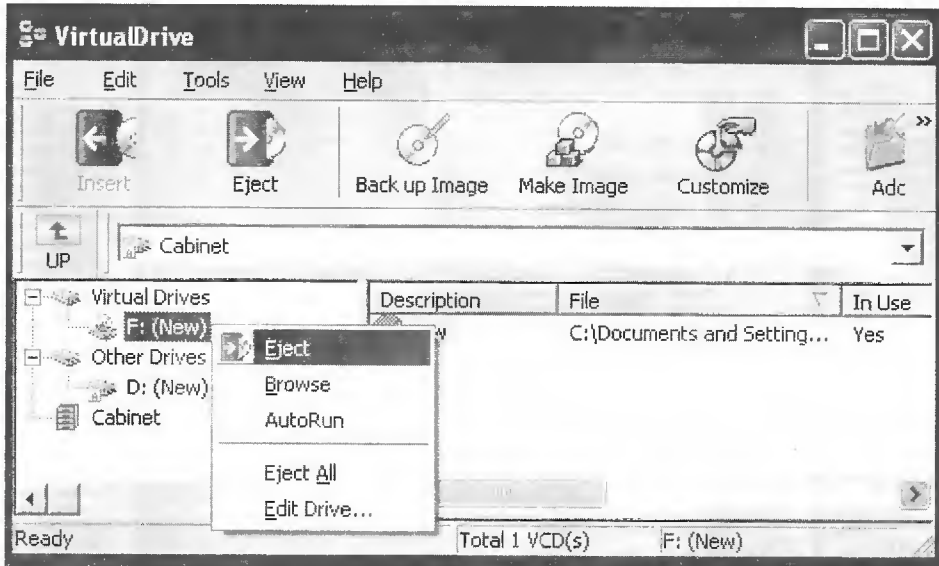 VirtualDrive
File Edit Tools View Help
Insert Eject Back up Image Make Image Customize Adc
UP Cabinet
Virtual Drives
F: (New)
Other Drives
D: (New)
Cabinet
Description File In Use
w C:\Documents and Setting... Yes
Eject
Browse
AutoRun
Eject All
Edit Drive...
Ready Total 1 VCD(s) F: (New)